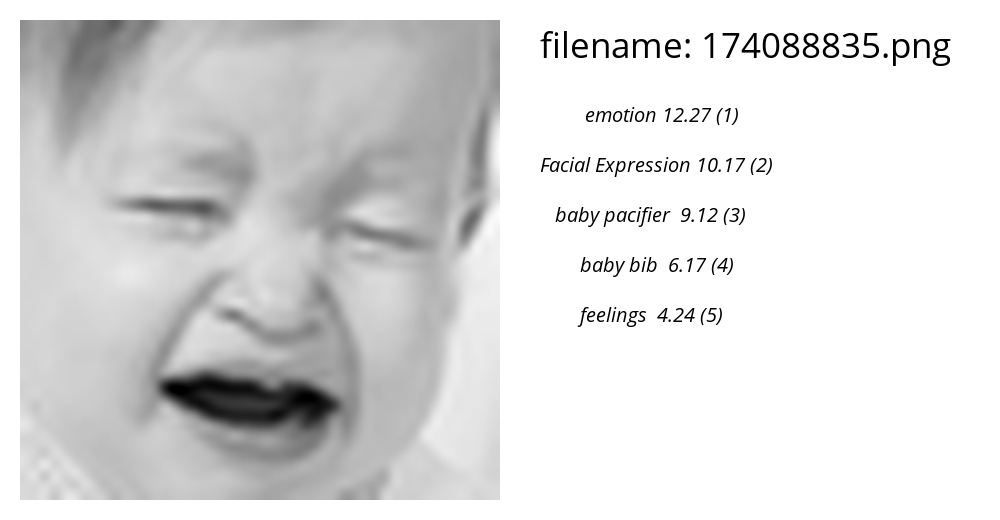 filename: 174088835.png
emotion 12.27 (1)
Facial Expression 10.17 (2)
baby pacifier 9.12 (3)
baby bib 6.17 (4)
feelings 4.24 (5)